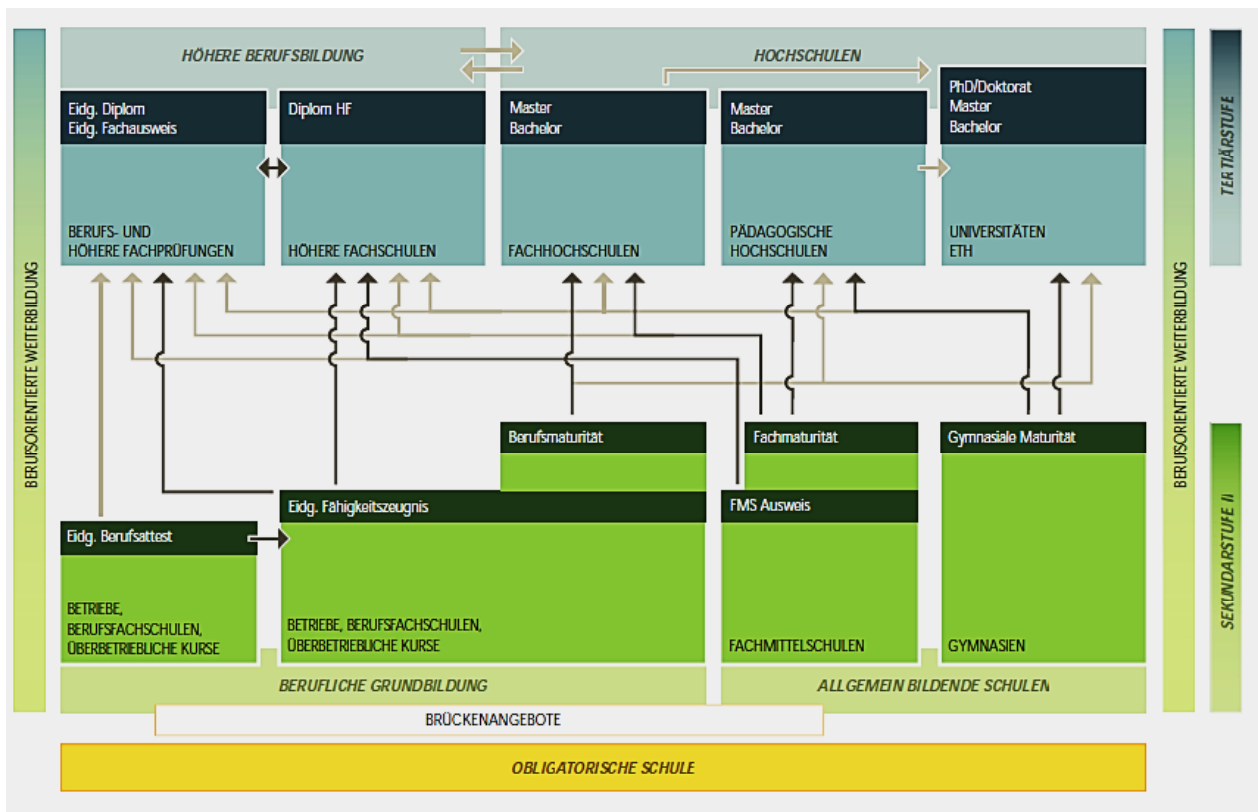 HÖHERE BERUFSBILDUNG
HOCHSCHULEN
Eidg. Diplom
Eidg. Fachausweis
Diplom HF
Master
Bachelor
Master
Bachelor
PhD/Doktorat
Master
Bachelor
BERUFS- UND
HÖHERE FACHPRÜFUNGEN
HÖHERE FACHSCHULEN
FACHHOCHSCHULEN
PÄDAGOGISCHE
HOCHSCHULEN
UNIVERSITÄTEN
ETH
TERTIÄRSTUFE
BERUISORIENTIERTE WEITERBILDUNG
BERUISORIENTIERTE WEITERBILDUNG
Berufsmaturität
Fachmaturität
Gymnasiale Maturität
Eidg. Fähigkeitszeugnis
FMS Ausweis
Eidg. Berufsattest
BETRIEBE,
BERUFSFACHSCHULEN,
ÜBERBETRIEBLICHE KURSE
BETRIEBE, BERUFSFACHSCHULEN,
ÜBERBETRIEBLICHE KURSE
FACHMITTELSCHULEN
GYMNASIEN
SEKUNDARSTUFE II
BERUFLICHE GRUNDBILDUNG
ALLGEMEIN BILDENDE SCHULEN
BRÜCKENANGEBOTE
OBLIGATORISCHE SCHULE